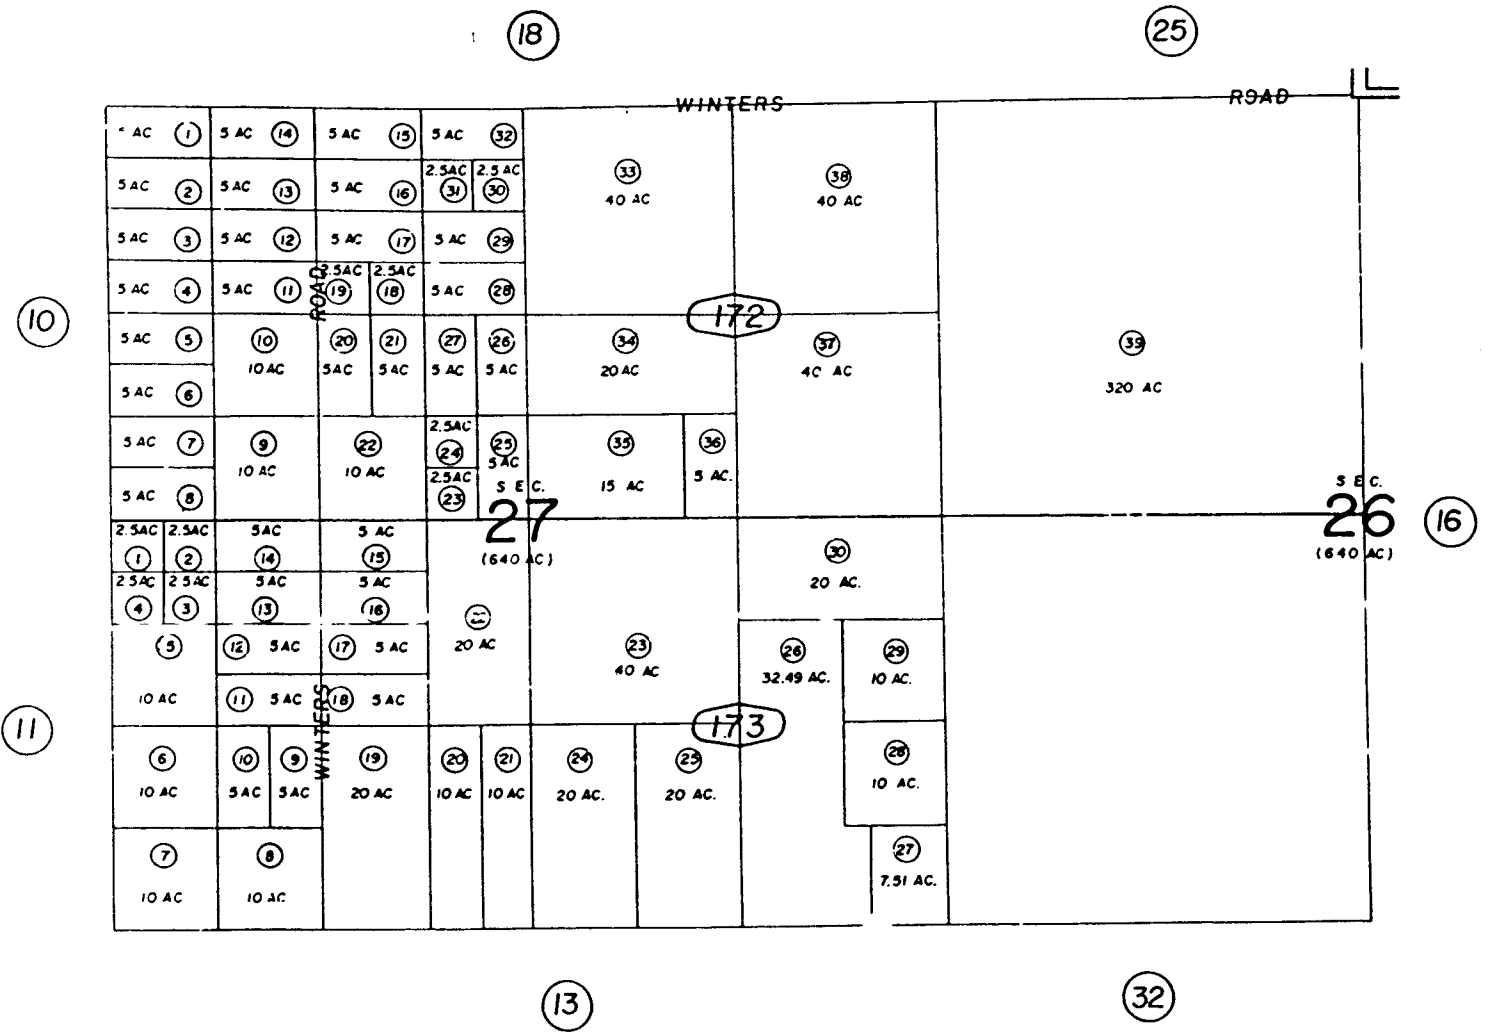 18
25
WINTERS ROAD
AC 1 5 AC 14 5 AC 15 5 AC 32
2.5AC 2.5 AC
5 AC 2 5 AC 13 5 AC 16 31 30
33
40 AC
38
40 AC
5 AC 3 5 AC 12 5 AC 17 5 AC 29
2.5AC 2.5AC
5 AC 4 5 AC 11 ROAD 19 18 5 AC 28
172
10
5 AC 5 10 20 21 27 26 34 37 39
10 AC 5AC 5 AC 5 AC 5 AC 20 AC 40 AC 320 AC
5 AC 6
2.5AC
5 AC 7 9 22 24 25 35 36
10 AC 10 AC 5 AC 15 AC 5 AC.
2.5AC
5 AC 8 23
SEC.
27
(640 AC)
SEC.
26
(640 AC)
16
2.5AC 2.5AC 5AC 5 AC
1 2 14 15
30
20 AC.
2.5AC 2.5AC 5 AC 5 AC
4 3 13 16
20 AC
5 12 5 AC 17 5 AC 23 26 29
40 AC 32.49 AC. 10 AC.
10 AC 11 5 AC 18 5 AC
WINTERS
173
11
6 10 9 19 20 21 24 25 28
10 AC 5 AC 5 AC 20 AC 10 AC 10 AC 20 AC. 20 AC. 10 AC.
7 8 27
10 AC 10 AC 7.51 AC.
13
32